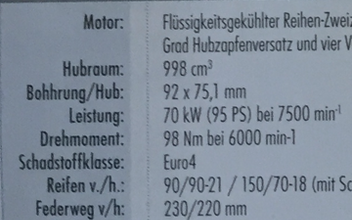 Motor: Flüssigkeitsgekühlter Reihen-Zwei
Grad Hubzapfenversatz und vier V
Hubraum: 998 cm³
Bohhrung/Hub: 92 x 75,1 mm
Leistung: 70 kW (95 PS) bei 7500 min⁻¹
Drehmoment: 98 Nm bei 6000 min-1
Schadstoffklasse: Euro4
Reifen v./h.: 90/90-21 / 150/70-18 (mit Sc
Federweg v/h: 230/220 mm